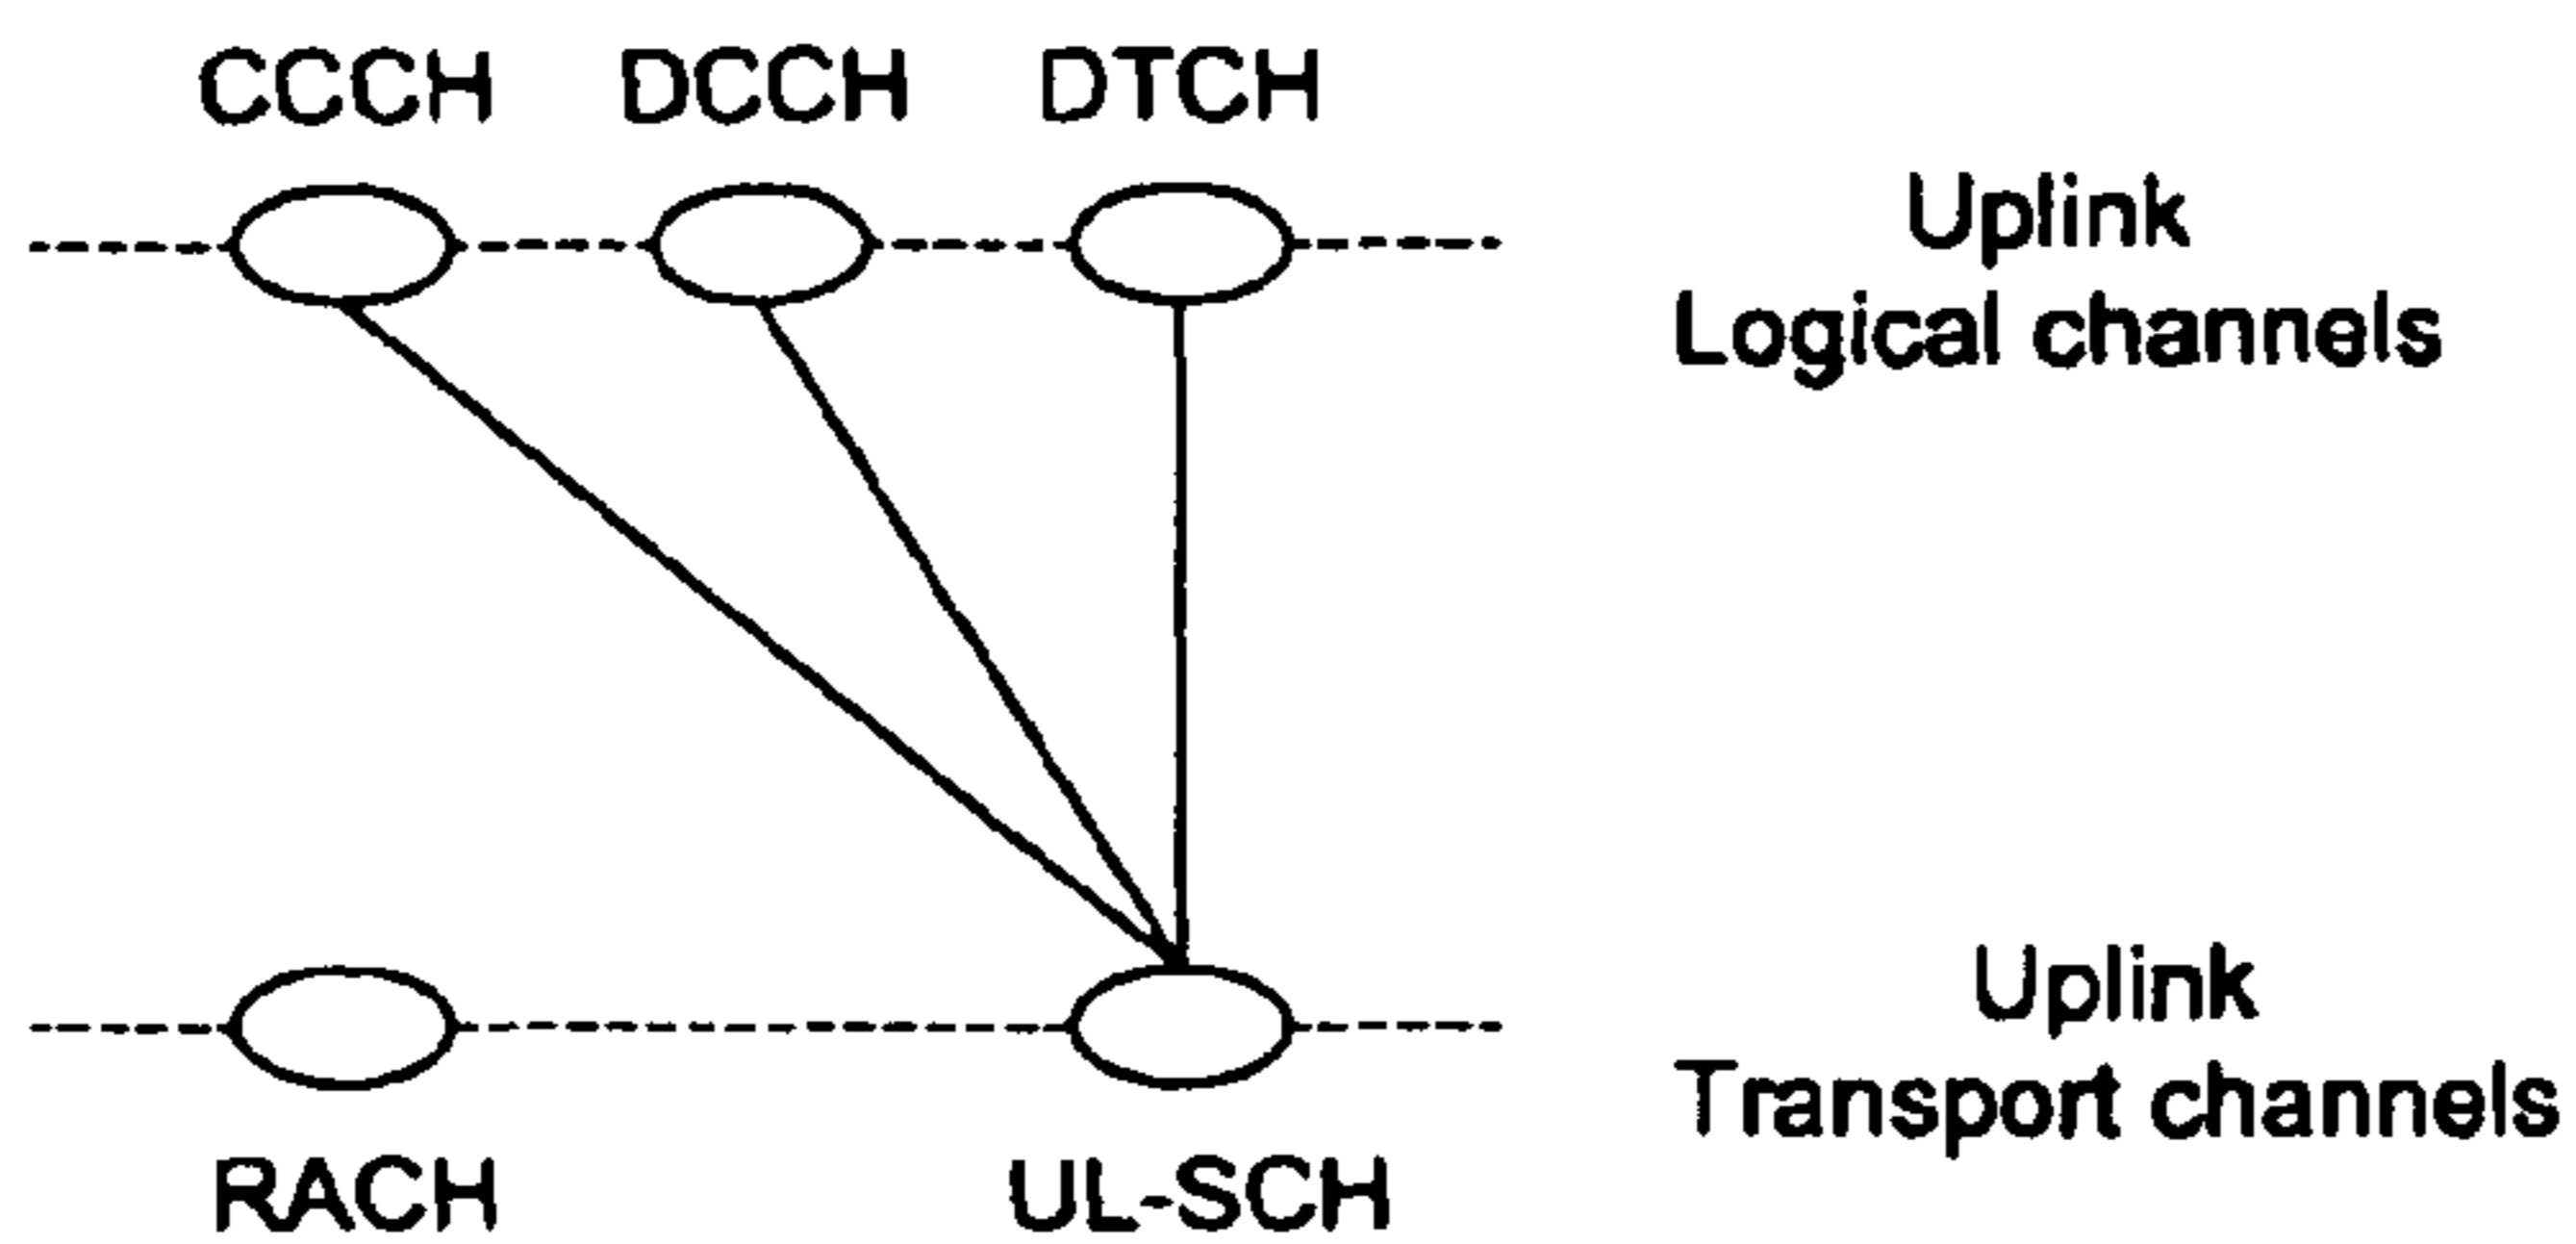 CCCH DCCH DTCH
Uplink
Logical channels
Uplink
Transport channels
RACH UL-SCH